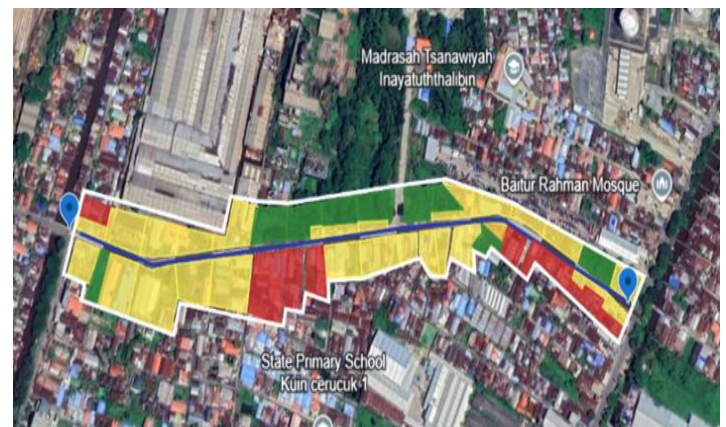 Madrasah Tsanawiyah
Inayatuththalibin
Baitur Rahman Mosque
State Primary School
Kuin cerucuk 1